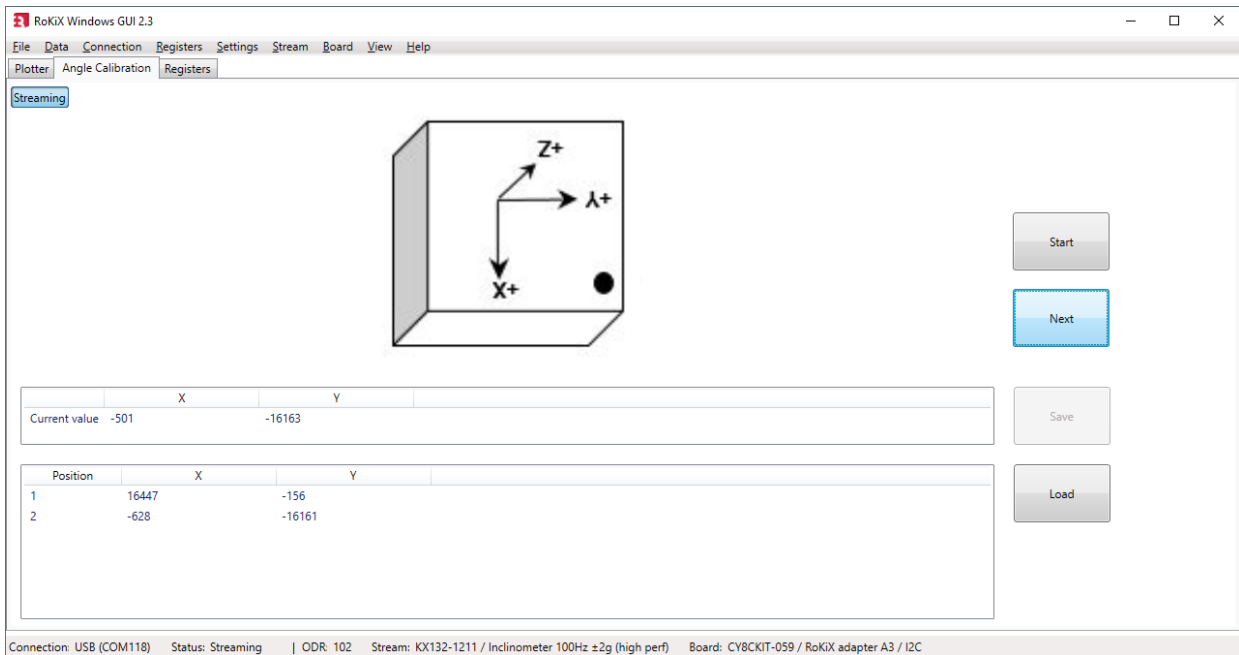 RoKiX Windows GUI 2.3
File Data Connection Registers Settings Stream Board View Help
Plotter Angle Calibration Registers
Streaming
Z+
Y+
X+
Start
Next
X Y
Current value -501 -16163
Save
Position X Y
1 16447 -156
2 -628 -16161
Load
Connection: USB (COM118) Status: Streaming | ODR: 102 Stream: KX132-1211 / Inclinometer 100Hz ±2g (high perf) Board: CY8CKIT-059 / RoKiX adapter A3 / I2C